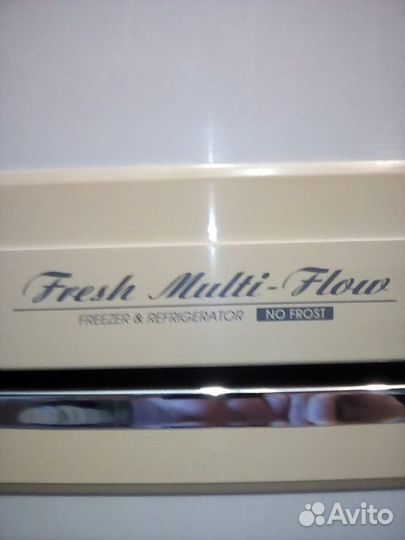 Fresh Multi-Flow
FREEZER & REFRIGERATOR NO FROST
Avito